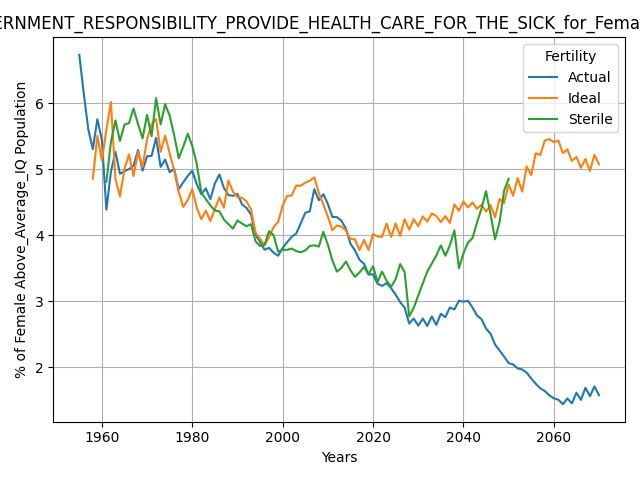 ERNMENT_RESPONSIBILITY_PROVIDE_HEALTH_CARE_FOR_THE_SICK_for_Fema
Fertility
Actual
Ideal
Sterile
% of Female Above_Average_IQ Population
6
5
4
3
2
1960 1980 2000 2020 2040 2060
Years